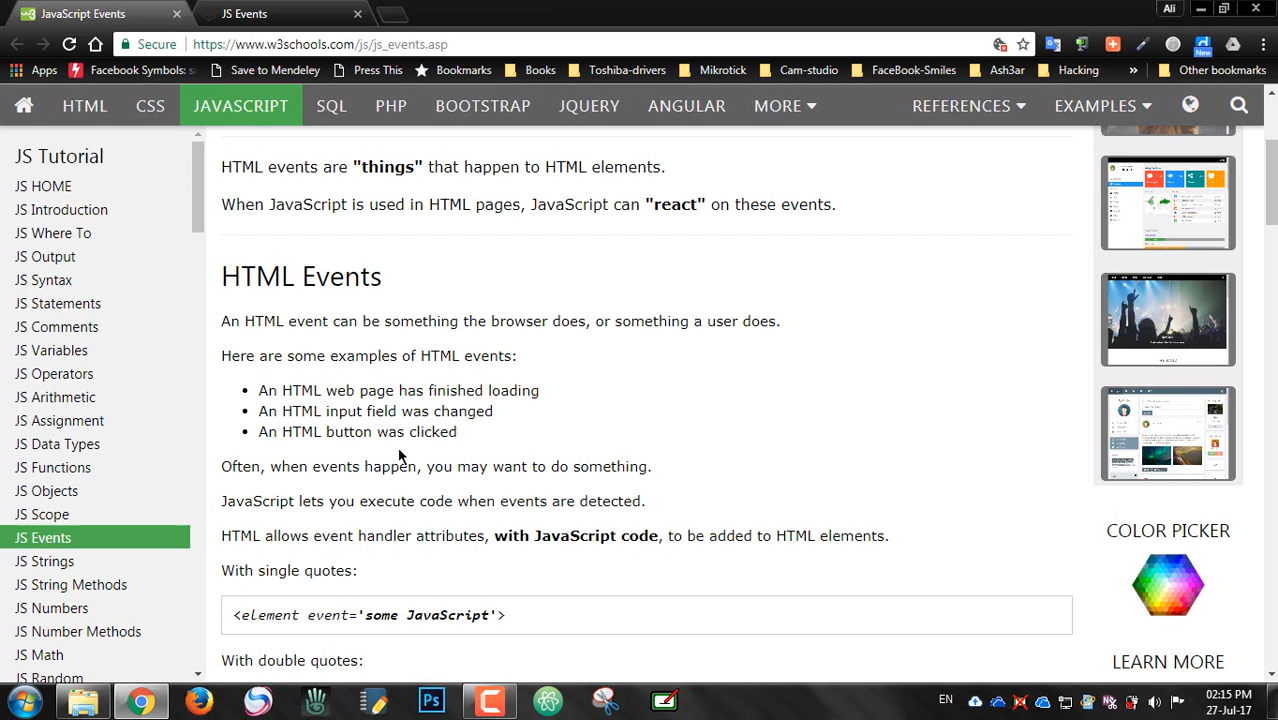 JavaScript Events
JS Events
Ali
Secure
https://www.w3schools.com/js/js_events.asp
New
Apps
Facebook Symbols: s
Save to Mendeley
Press This
Bookmarks
Books
Toshiba-drivers
Mikrotick
Cam-studio
FaceBook-Smiles
Ash3ar
Hacking
»
Other bookmarks
HTML
CSS
JAVASCRIPT
SQL
PHP
BOOTSTRAP
JQUERY
ANGULAR
MORE
REFERENCES
EXAMPLES
JS Tutorial
JS HOME
JS Introduction
JS Where To
JS Output
JS Syntax
JS Statements
JS Comments
JS Variables
JS Operators
JS Arithmetic
JS Assignment
JS Data Types
JS Functions
JS Objects
JS Scope
JS Events
JS Strings
JS String Methods
JS Numbers
JS Number Methods
JS Math
JS Random
HTML events are "things" that happen to HTML elements.
When JavaScript is used in HTML pages, JavaScript can "react" on these events.
HTML Events
An HTML event can be something the browser does, or something a user does.
Here are some examples of HTML events:
• An HTML web page has finished loading
• An HTML input field was changed
• An HTML button was clicked
Often, when events happen, you may want to do something.
JavaScript lets you execute code when events are detected.
HTML allows event handler attributes, with JavaScript code, to be added to HTML elements.
With single quotes:
<element event='some JavaScript'>
With double quotes:
COLOR PICKER
LEARN MORE
Ps
EN
02:15 PM
27-Jul-17